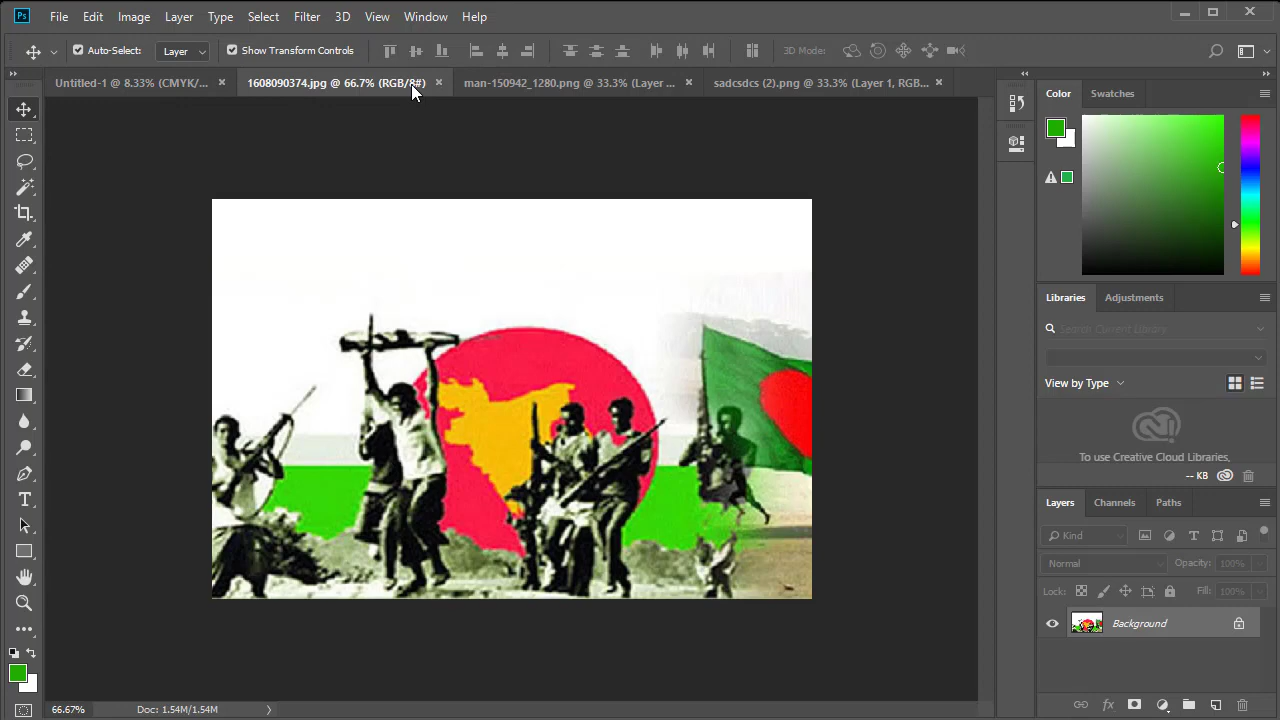 Ps File Edit Image Layer Type Select Filter 3D View Window Help
Auto-Select: Layer Show Transform Controls 3D Mode:
Untitled-1 @ 8.33% (CMYK/... 1608090374.jpg @ 66.7% (RGB/8#) man-150942_1280.png @ 33.3% (Layer ... sadcsdcs (2).png @ 33.3% (Layer 1, RGB...
Color Swatches
Libraries Adjustments
Search Current Library
View by Type
To use Creative Cloud Libraries,
-- KB
Layers Channels Paths
Kind
Normal Opacity: 100%
Lock: Fill: 100%
Background
66.67% Doc: 1.54M/1.54M